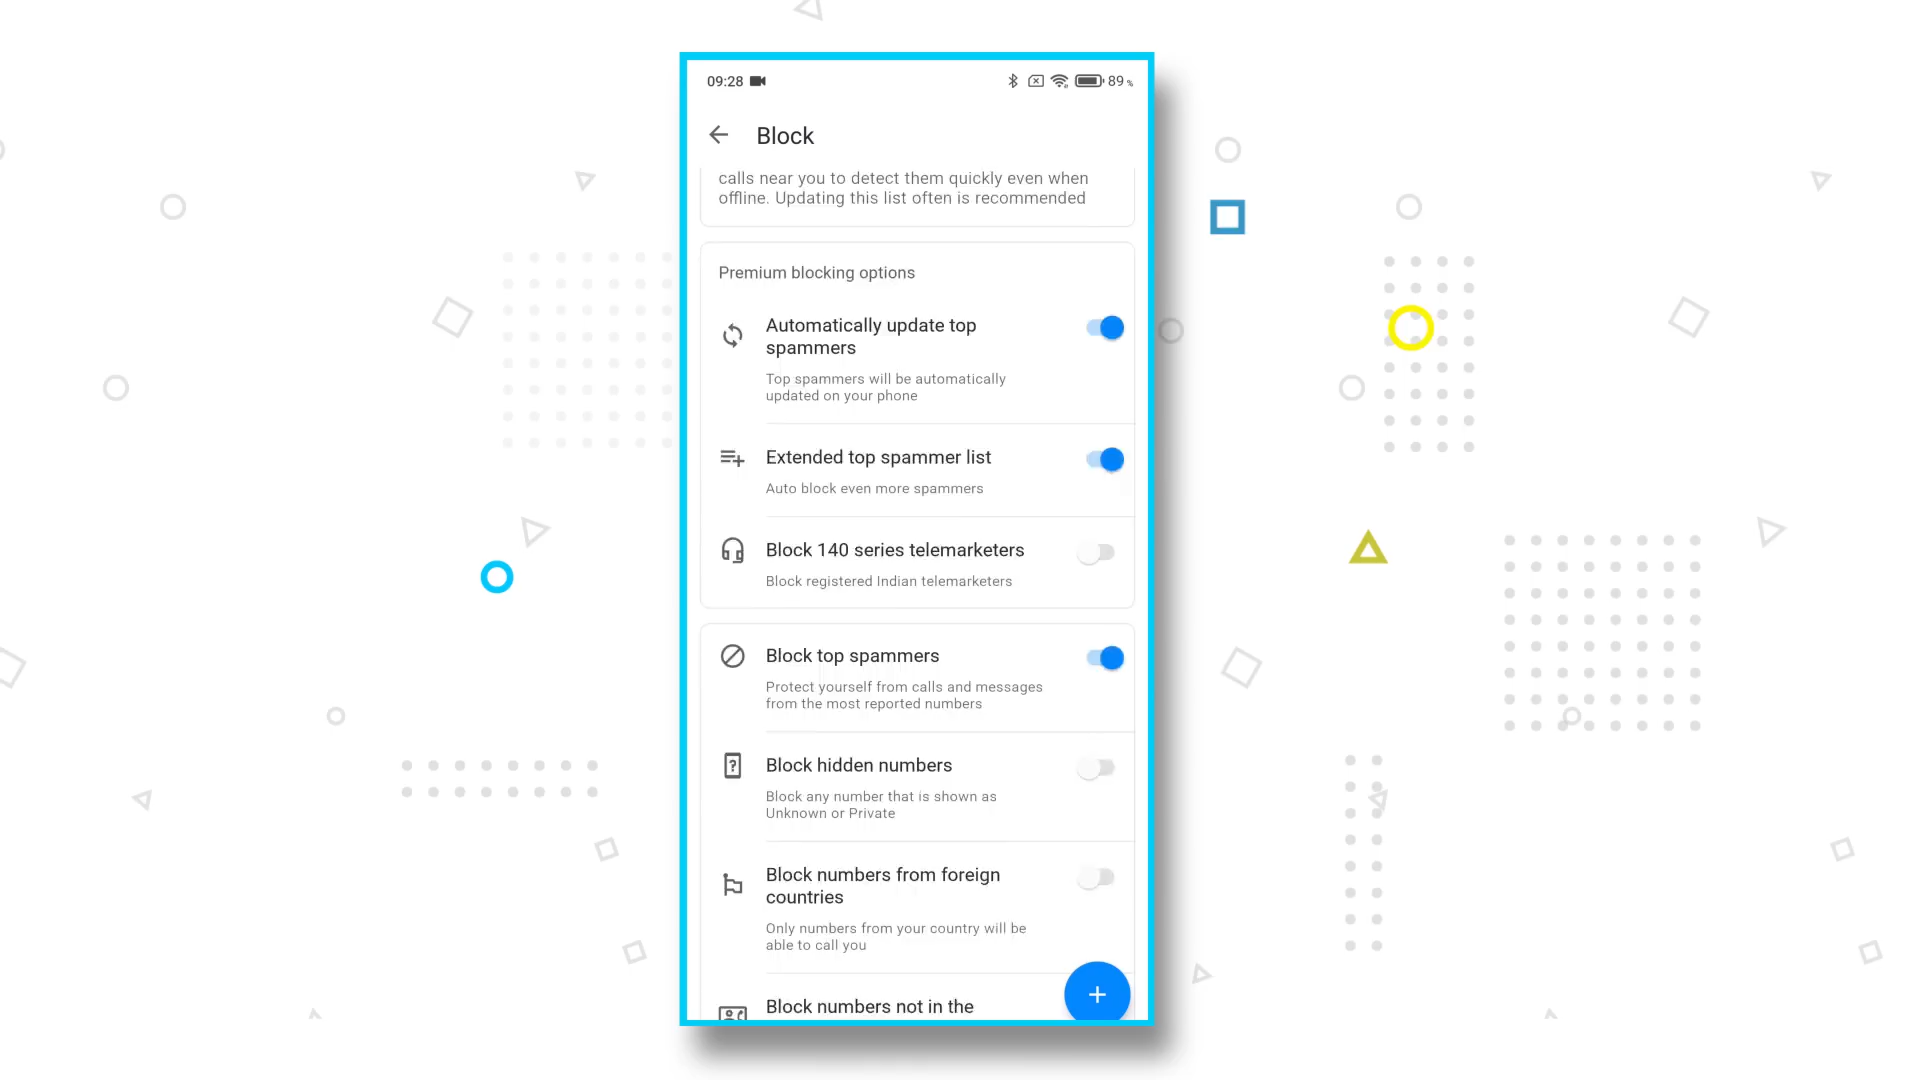 09:28
89 %
Block
calls near you to detect them quickly even when
offline. Updating this list often is recommended
Premium blocking options
Automatically update top
spammers
Top spammers will be automatically
updated on your phone
Extended top spammer list
Auto block even more spammers
Block 140 series telemarketers
Block registered Indian telemarketers
Block top spammers
Protect yourself from calls and messages
from the most reported numbers
Block hidden numbers
Block any number that is shown as
Unknown or Private
Block numbers from foreign
countries
Only numbers from your country will be
able to call you
Block numbers not in the